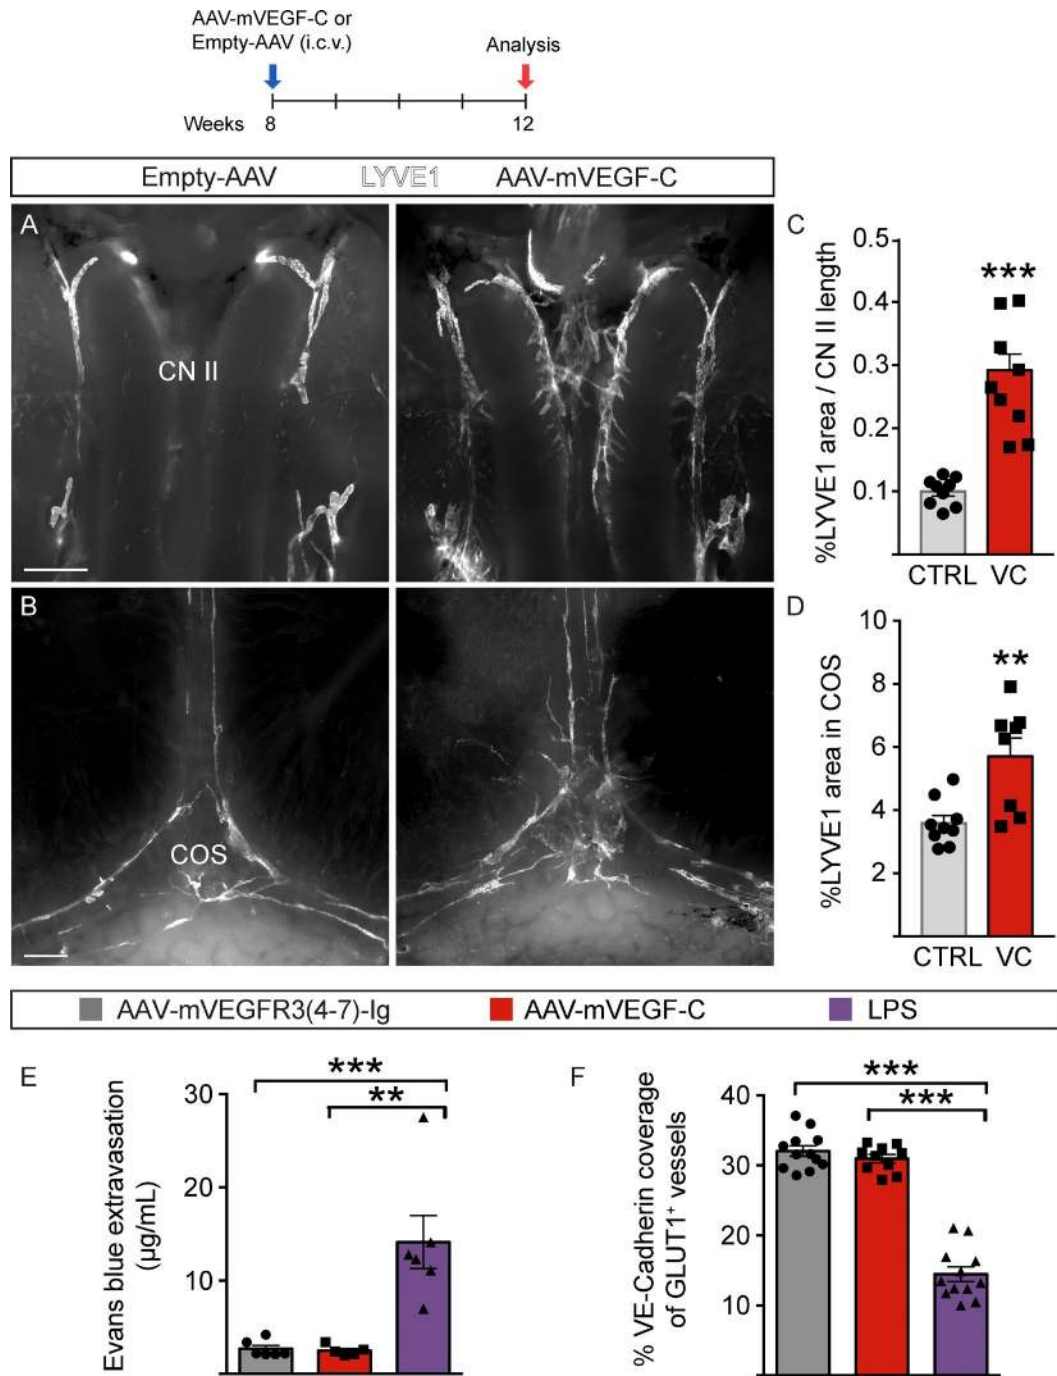 AAV-mVEGF-C or
Empty-AAV (i.c.v.)
Analysis
Weeks 8 12
Empty-AAV LYVE1 AAV-mVEGF-C
A
CN II
B
COS
C
%LYVE1 area / CN II length
0.5
0.4
0.3
0.2
0.1
***
CTRL VC
D
%LYVE1 area in COS
10
8
6
4
2
**
CTRL VC
AAV-mVEGFR3(4-7)-Ig AAV-mVEGF-C LPS
E
Evans blue extravasation
(µg/mL)
30
20
10
***
**
F
% VE-Cadherin coverage
of GLUT1⁺ vessels
40
30
20
10
***
***